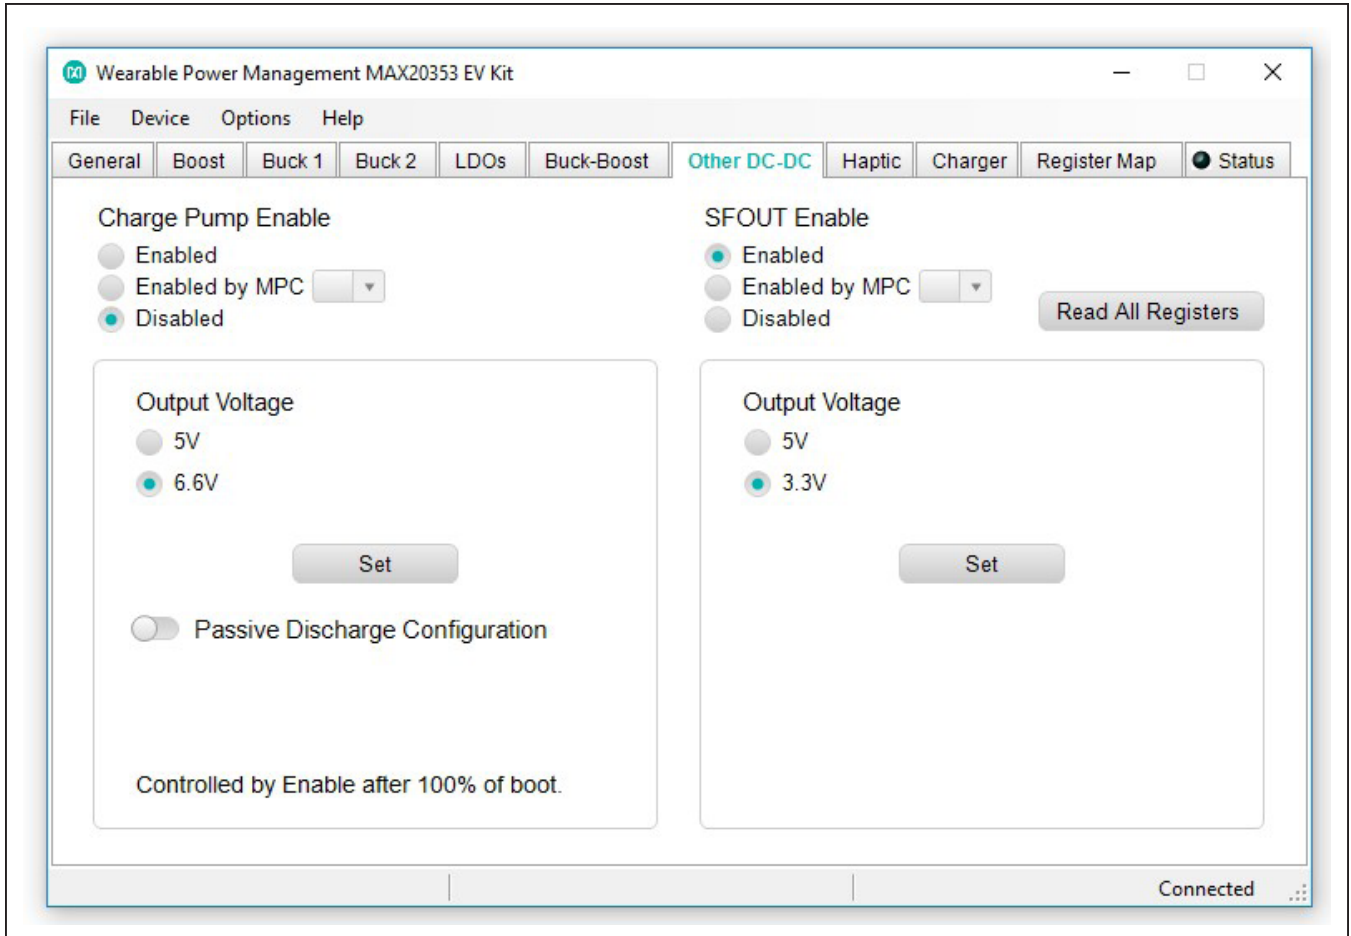 Wearable Power Management MAX20353 EV Kit
File Device Options Help
General Boost Buck 1 Buck 2 LDOs Buck-Boost Other DC-DC Haptic Charger Register Map Status
Charge Pump Enable
Enabled
Enabled by MPC
Disabled
SFOUT Enable
Enabled
Enabled by MPC
Disabled
Read All Registers
Output Voltage
5V
6.6V
Set
Passive Discharge Configuration
Controlled by Enable after 100% of boot.
Output Voltage
5V
3.3V
Set
Connected